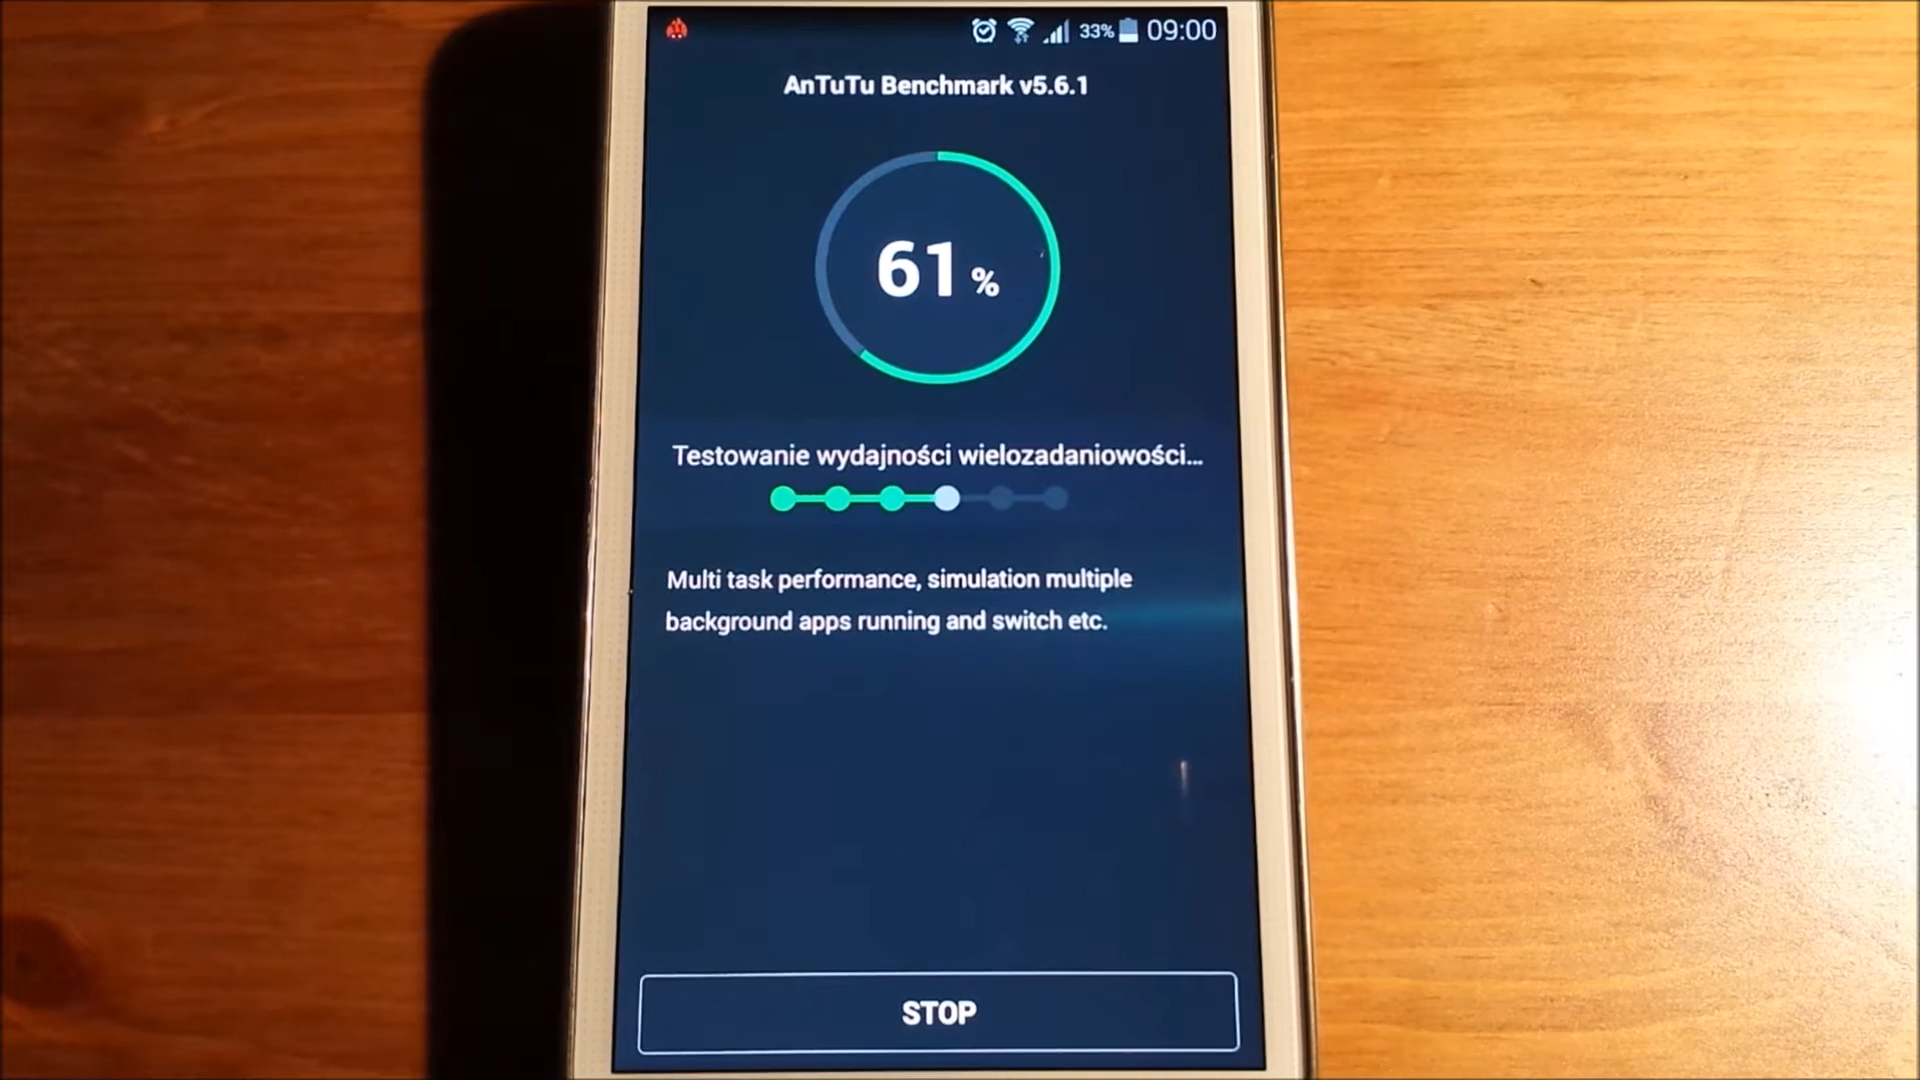 33% 09:00
AnTuTu Benchmark v5.6.1
61 %
Testowanie wydajności wielozadaniowości...
Multi task performance, simulation multiple
background apps running and switch etc.
STOP